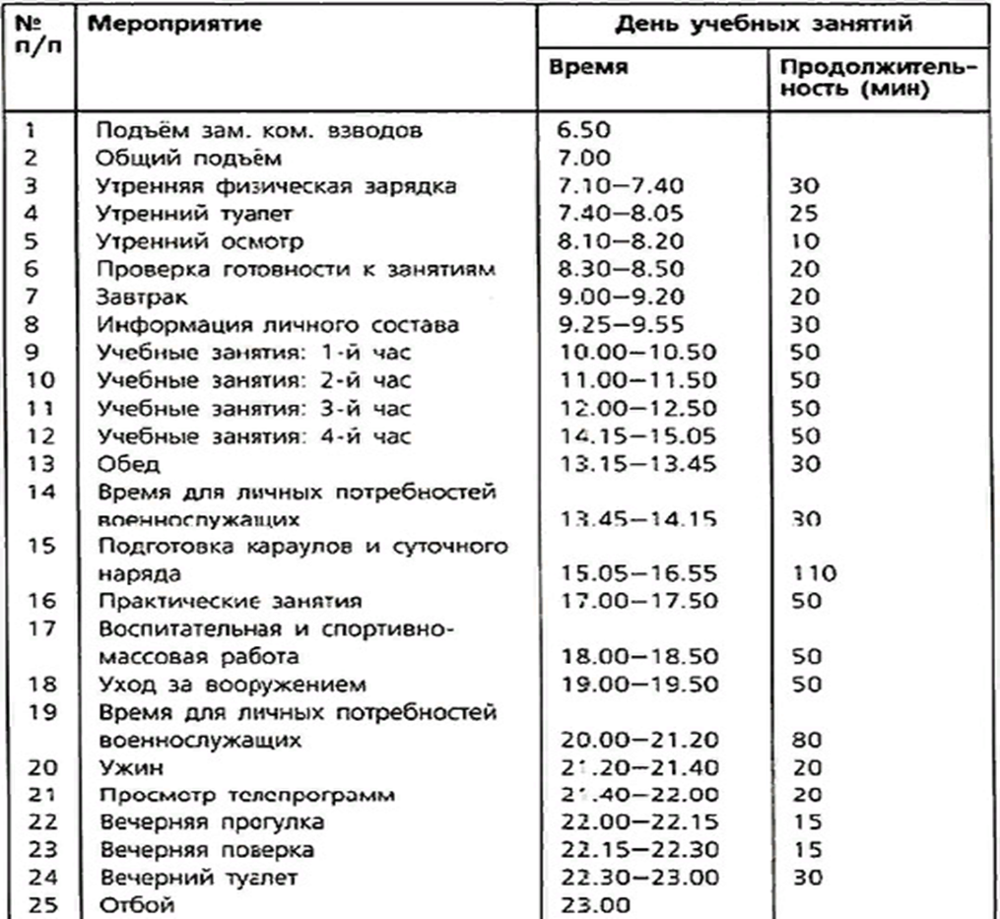 № п/п Мероприятие День учебных занятий
Время Продолжитель-
ность (мин)
1 Подъём зам. ком. взводов 6.50
2 Общий подъём 7.00
3 Утренняя физическая зарядка 7.10—7.40 30
4 Утренний туалет 7.40—8.05 25
5 Утренний осмотр 8.10—8.20 10
6 Проверка готовности к занятиям 8.30—8.50 20
7 Завтрак 9.00—9.20 20
8 Информация личного состава 9.25—9.55 30
9 Учебные занятия: 1-й час 10.00—10.50 50
10 Учебные занятия: 2-й час 11.00—11.50 50
11 Учебные занятия: 3-й час 12.00—12.50 50
12 Учебные занятия: 4-й час 14.15—15.05 50
13 Обед 13.15—13.45 30
14 Время для личных потребностей
военнослужащих 13.45—14.15 30
15 Подготовка караулов и суточного
наряда 15.05—16.55 110
16 Практические занятия 17.00—17.50 50
17 Воспитательная и спортивно-
массовая работа 18.00—18.50 50
18 Уход за вооружением 19.00—19.50 50
19 Время для личных потребностей
военнослужащих 20.00—21.20 80
20 Ужин 21.20—21.40 20
21 Просмотр телепрограмм 21.40—22.00 20
22 Вечерняя прогулка 22.00—22.15 15
23 Вечерняя поверка 22.15—22.30 15
24 Вечерний туалет 22.30—23.00 30
25 Отбой 23.00